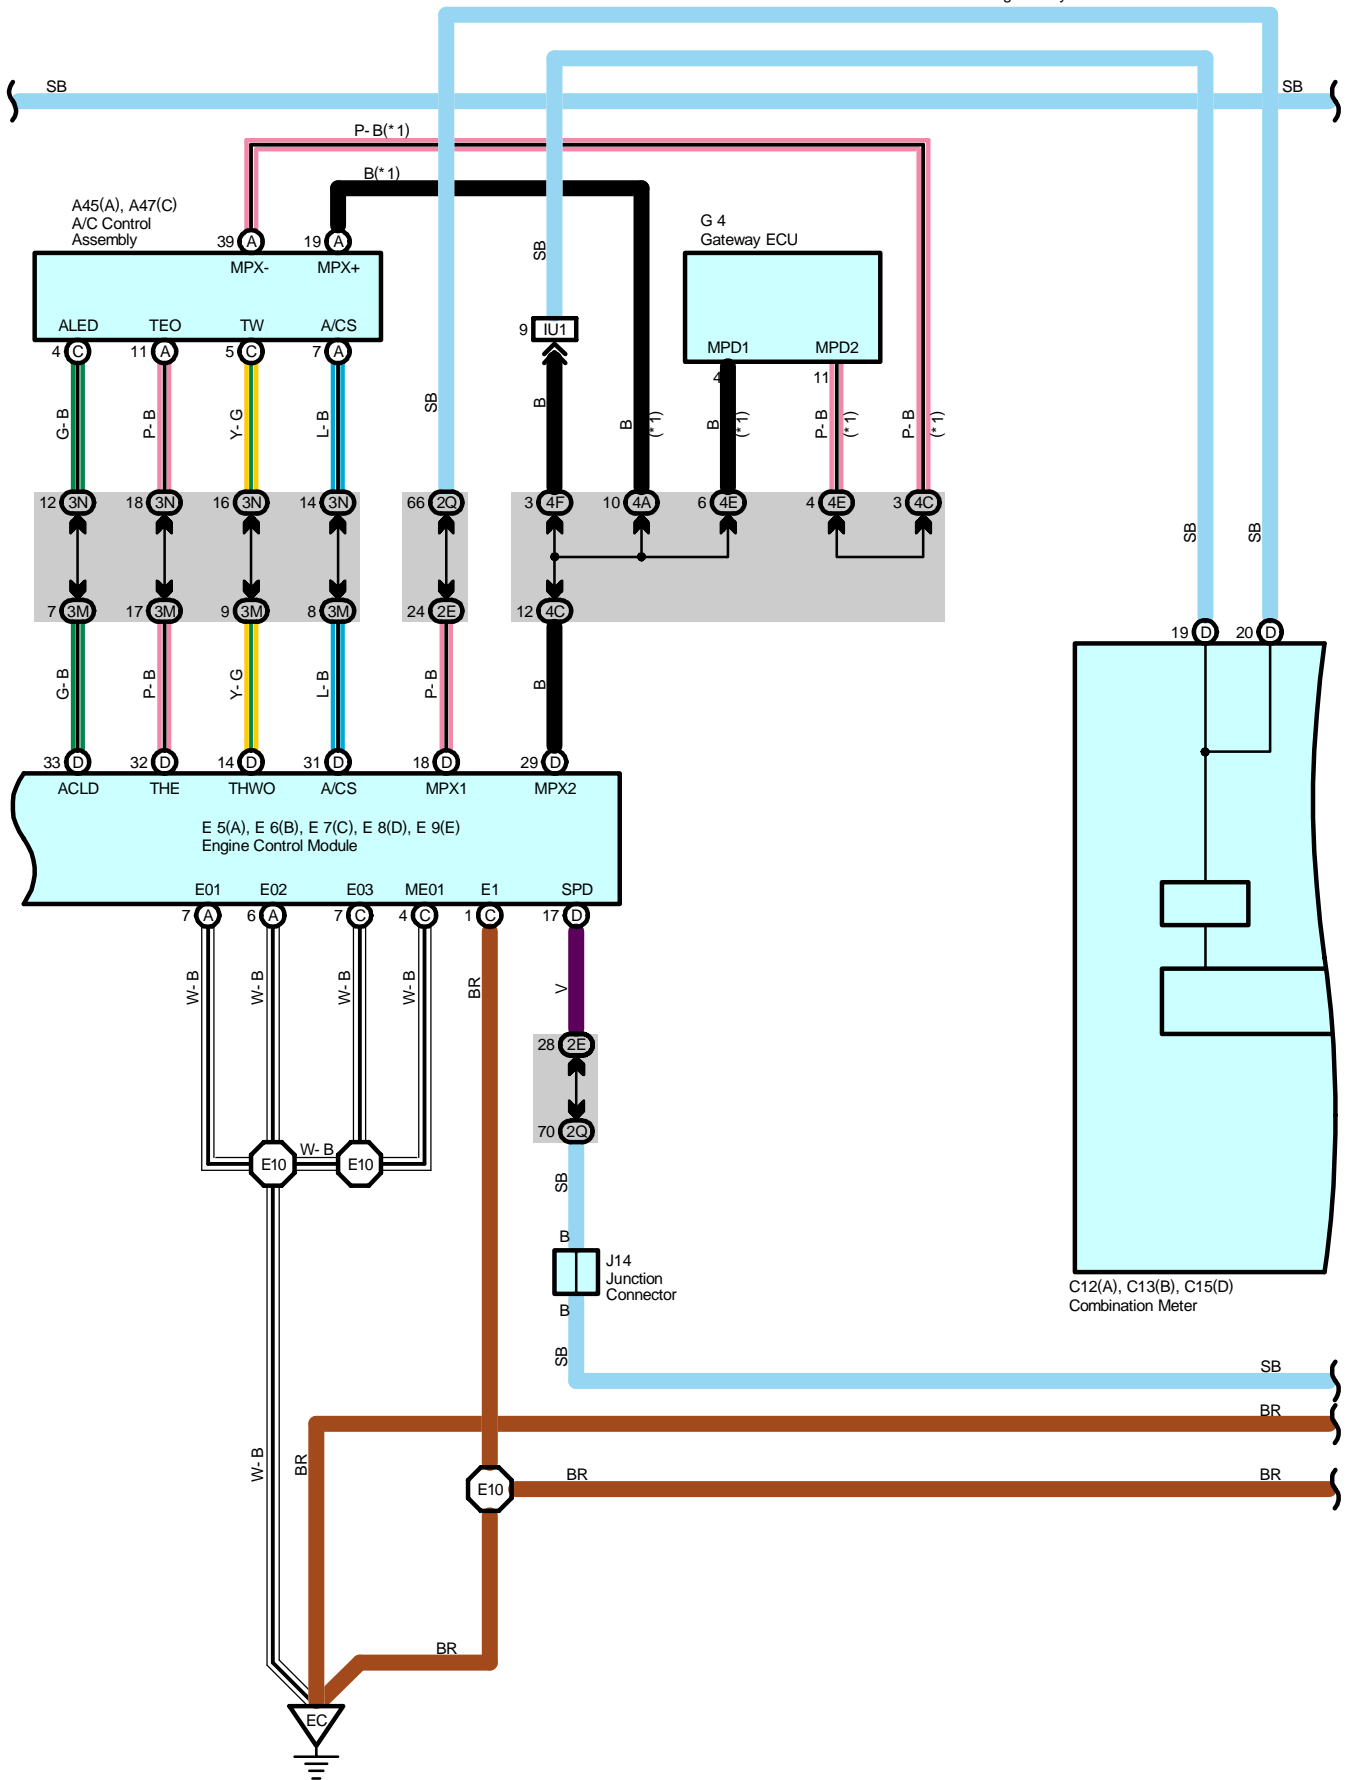 SB
SB
P- B(* 1)
B(* 1)
A45(A), A47(C)
A/C Control
Assembly
39 A
19 A
MPX-
MPX+
G 4
Gateway ECU
SB
ALED
TEO
TW
A/CS
9 IU1
MPD1
MPD2
4 C
11 A
5 C
7 A
4
11
G- B
P- B
Y- G
L- B
SB
B
B
(* 1)
B
(* 1)
P- B
(* 1)
P- B
(* 1)
12 3N
18 3N
16 3N
14 3N
66 2Q
3 4F
10 4A
6 4E
4 4E
3 4C
SB
SB
7 3M
17 3M
9 3M
8 3M
24 2E
12 4C
19 D
20 D
G- B
P- B
Y- G
L- B
P- B
B
33 D
32 D
14 D
31 D
18 D
29 D
ACLD
THE
THWO
A/CS
MPX1
MPX2
E 5(A), E 6(B), E 7(C), E 8(D), E 9(E)
Engine Control Module
E01
E02
E03
ME01
E1
SPD
7 A
6 A
7 C
4 C
1 C
17 D
W- B
W- B
W- B
W- B
BR
V
28 2E
70 2Q
E10
W- B
E10
SB
B
J14
Junction
Connector
B
SB
C12(A), C13(B), C15(D)
Combination Meter
SB
BR
W- B
BR
E10
BR
BR
BR
EC